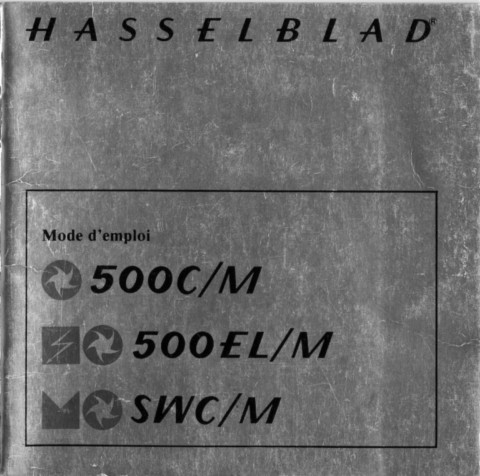 HASSELBLAD®
Mode d'emploi
500C/M
500EL/M
SWC/M